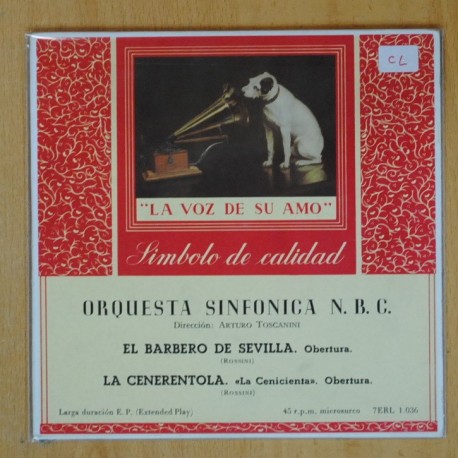 CL
"LA VOZ DE SU AMO"
Símbolo de calidad
ORQUESTA SINFONICA N. B. C.
Dirección: ARTURO TOSCANINI
EL BARBERO DE SEVILLA. Obertura.
(ROSSINI)
LA CENERENTOLA. «La Cenicienta». Obertura.
(ROSSINI)
Larga duración E. P. (Extended Play) 45 r.p.m. microsurco 7ERL 1.036